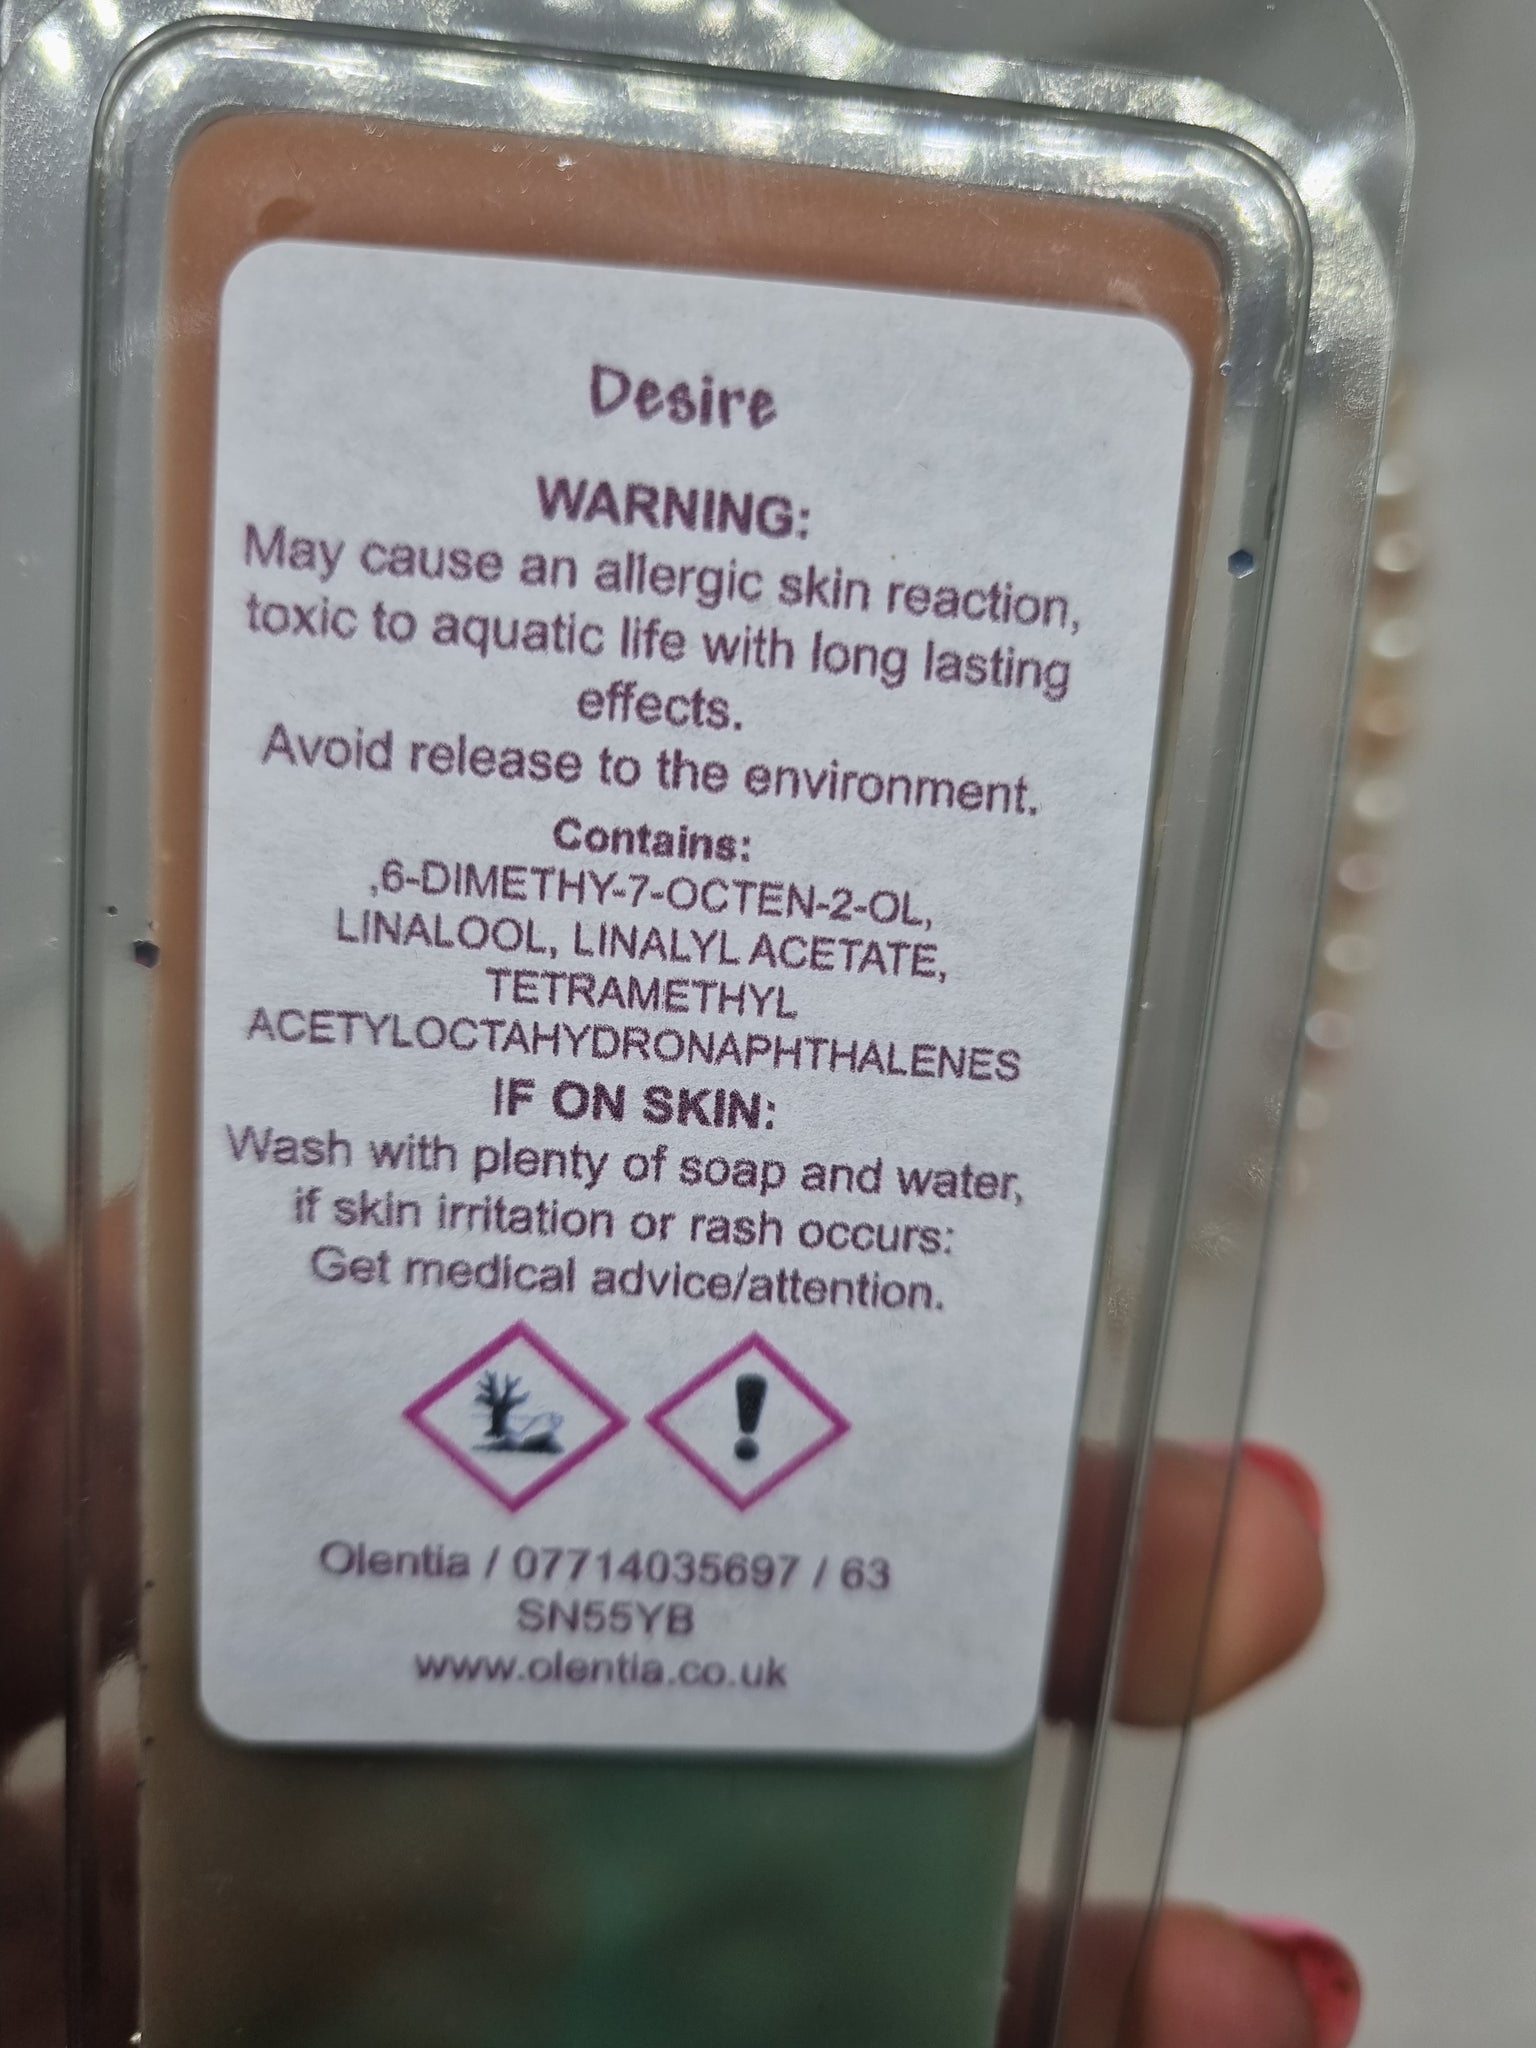 Desire
WARNING:
May cause an allergic skin reaction,
toxic to aquatic life with long lasting
effects.
Avoid release to the environment.
Contains:
,6-DIMETHY-7-OCTEN-2-OL,
LINALOOL, LINALYL ACETATE,
TETRAMETHYL
ACETYLOCTAHYDRONAPHTHALENES
IF ON SKIN:
Wash with plenty of soap and water,
if skin irritation or rash occurs:
Get medical advice/attention.
Olentia / 07714035697 / 63
SN55YB
www.olentia.co.uk